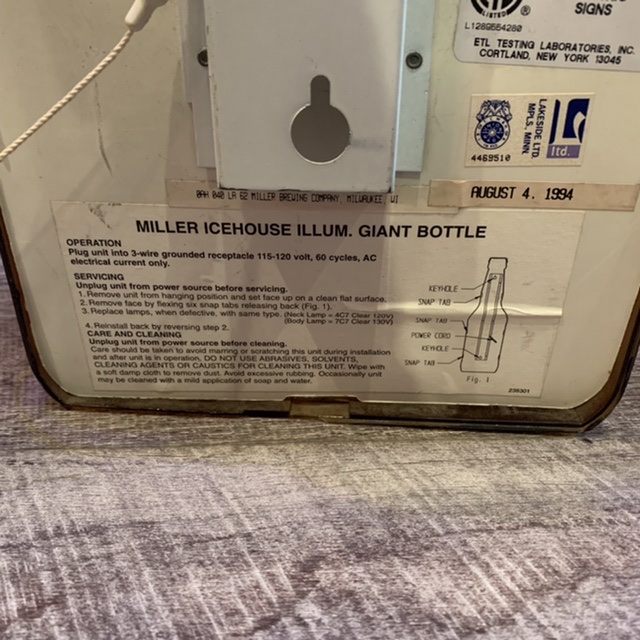 SIGNS
LISTED
L1289554280
ETL TESTING LABORATORIES, INC.
CORTLAND, NEW YORK 13045
LAKESIDE LTD.
MPLS, MINN.
ltd.
4469510
0AH 040 LA 62 MILLER BREWING COMPANY, MILWAUKEE WI
AUGUST 4, 1994
MILLER ICEHOUSE ILLUM. GIANT BOTTLE
OPERATION
Plug unit into 3-wire grounded receptacle 115-120 volt, 60 cycles, AC
electrical current only.
SERVICING
Unplug unit from power source before servicing.
1. Remove unit from hanging position and set face up on a clean flat surface.
2. Remove face by flexing six snap tabs releasing back (Fig. 1).
3. Replace lamps, when defective, with same type. (Neck Lamp = 4C7 Clear 120V)
(Body Lamp = 7C7 Clear 130V)
4. Reinstall back by reversing step 2.
CARE AND CLEANING
Unplug unit from power source before cleaning.
Care should be taken to avoid marring or scratching this unit during installation
and after unit is in operation, DO NOT USE ABRASIVES, SOLVENTS,
CLEANING AGENTS OR CAUSTICS FOR CLEANING THIS UNIT. Wipe with
a soft damp cloth to remove dust. Avoid excessive rubbing. Occasionally unit
may be cleaned with a mild application of soap and water.
KEYHOLE
SNAP TAB
SNAP TAB
POWER CORD
KEYHOLE
SNAP TAB
Fig. 1
239301